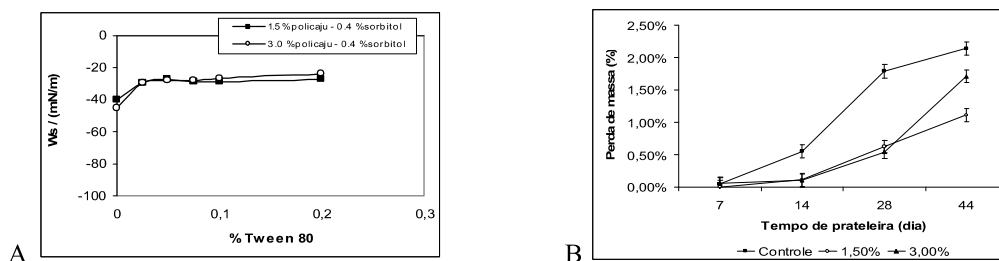 1.5%policaju - 0.4 %sorbitol
3.0 %policaju - 0.4 %sorbitol
0
-20
-40
-60
-80
-100
Ws / (mN/m)
0 0,1 0,2 0,3
% Tween 80
A
2,50%
2,00%
1,50%
1,00%
0,50%
0,00%
Perda de massa (%)
7 14 28 44
Tempo de prateleira (dia)
Controle 1,50% 3,00%
B